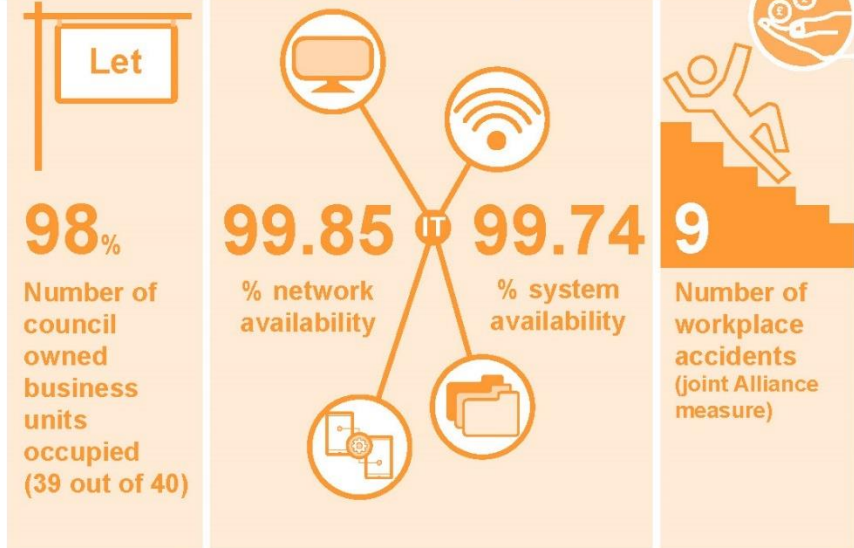 Let
98%
Number of
council
owned
business
units
occupied
(39 out of 40)
99.85
% network
availability
IT
99.74
% system
availability
££
9
Number of
workplace
accidents
(joint Alliance
measure)